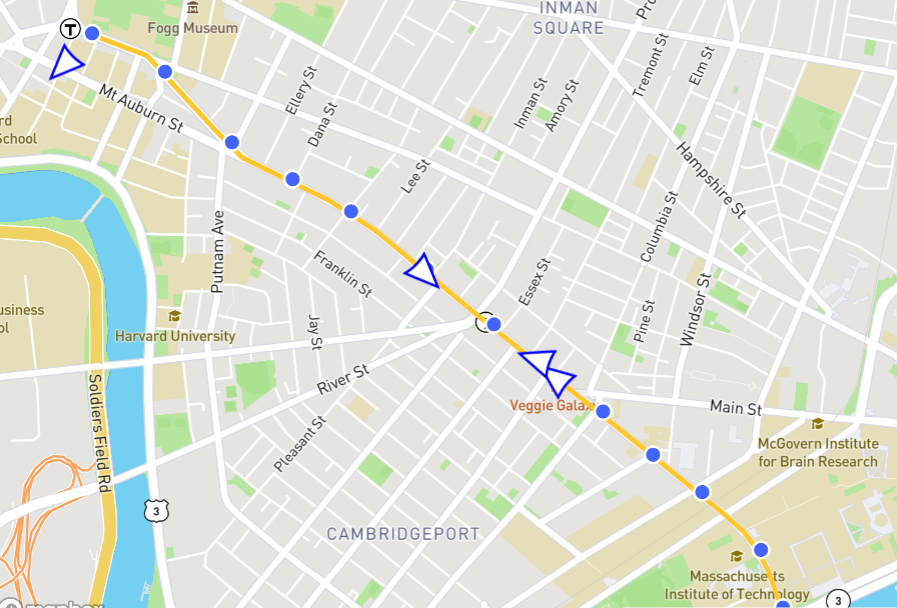 INMAN
SQUARE
Pro
T
Fogg Museum
Tremont St
Elm St
Ellery St
Mt Auburn St
Inman St
Amory St
Dana St
rd
School
Hampshire St
Lee St
Columbia St
Putnam Ave
Franklin St
Essex St
Windsor St
Pine St
usiness
ol
Harvard University
Jay St
River St
Soldiers Field Rd
Veggie Gala
Main St
Pleasant St
McGovern Institute
for Brain Research
3
CAMBRIDGEPORT
Massachuse ts
Institute of Technology
3
mapbox